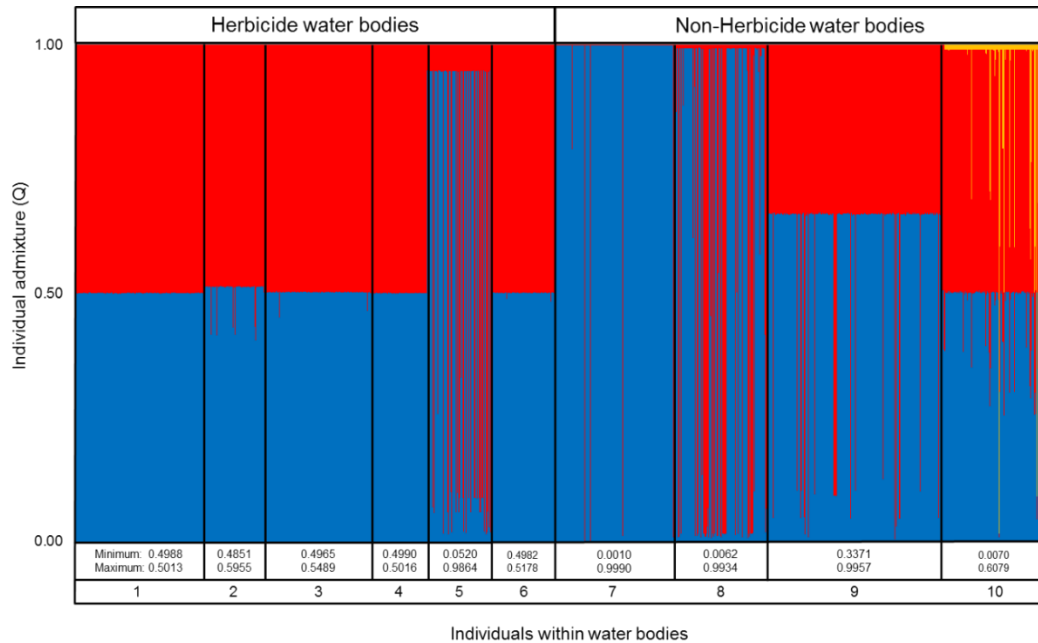 Herbicide water bodies Non-Herbicide water bodies
1.00
0.50
0.00
Individual admixture (Q)
Minimum: 0.4988 0.4851 0.4965 0.4990 0.0520 0.4982 0.0010 0.0062 0.3371 0.0070
Maximum: 0.5013 0.5955 0.5489 0.5016 0.9864 0.5178 0.9990 0.9934 0.9957 0.6079
1 2 3 4 5 6 7 8 9 10
Individuals within water bodies